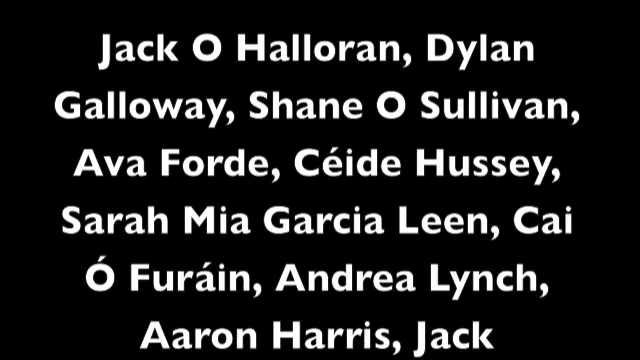 Jack O Halloran, Dylan
Galloway, Shane O Sullivan,
Ava Forde, Céide Hussey,
Sarah Mia Garcia Leen, Cai
Ó Furáin, Andrea Lynch,
Aaron Harris, Jack